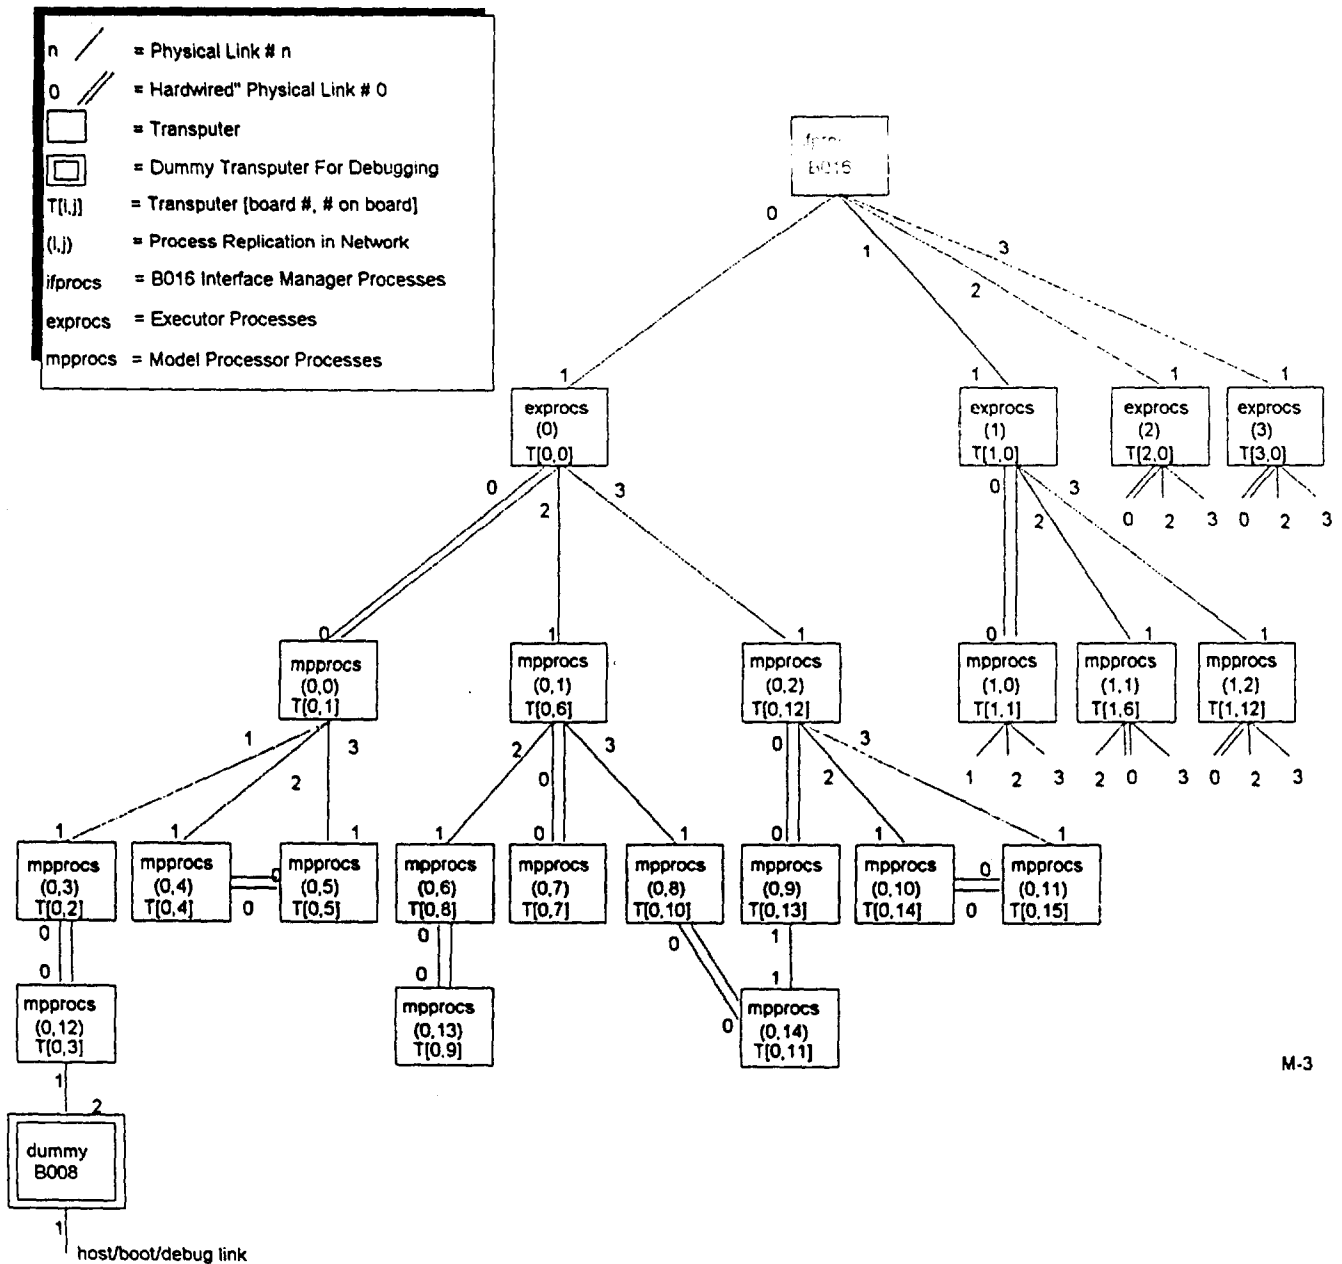 n = Physical Link # n
0 = Hardwired" Physical Link # 0
= Transputer
= Dummy Transputer For Debugging
T[i,j] = Transputer [board #, # on board]
(i,j) = Process Replication in Network
ifprocs = B016 Interface Manager Processes
exprocs = Executor Processes
mpprocs = Model Processor Processes
B016
0 1 2 3
1 1 1 1
exprocs
(0)
T[0,0]
exprocs
(1)
T[1,0]
exprocs
(2)
T[2,0]
exprocs
(3)
T[3,0]
0 2 3
0 2 3
0 2 3
0 2 3
0 1 1
0 1 1
mpprocs
(0,0)
T[0,1]
mpprocs
(0,1)
T[0,6]
mpprocs
(0,2)
T[0,12]
mpprocs
(1,0)
T[1,1]
mpprocs
(1,1)
T[1,6]
mpprocs
(1,2)
T[1,12]
1 2 3
2 0 3
0 2 3
1 2 3
2 0 3
0 2 3
1 1 1
1 0 1
0 1 1
mpprocs
(0,3)
T[0,2]
mpprocs
(0,4)
T[0,4]
mpprocs
(0,5)
T[0,5]
mpprocs
(0,6)
T[0,8]
mpprocs
(0,7)
T[0,7]
mpprocs
(0,8)
T[0,10]
mpprocs
(0,9)
T[0,13]
mpprocs
(0,10)
T[0,14]
mpprocs
(0,11)
T[0,15]
0
0
0
0
0
0
0
0
0
0
1
1
mpprocs
(0,12)
T[0,3]
mpprocs
(0,13)
T[0,9]
mpprocs
(0,14)
T[0,11]
M-3
1
2
dummy
B008
1
host/boot/debug link